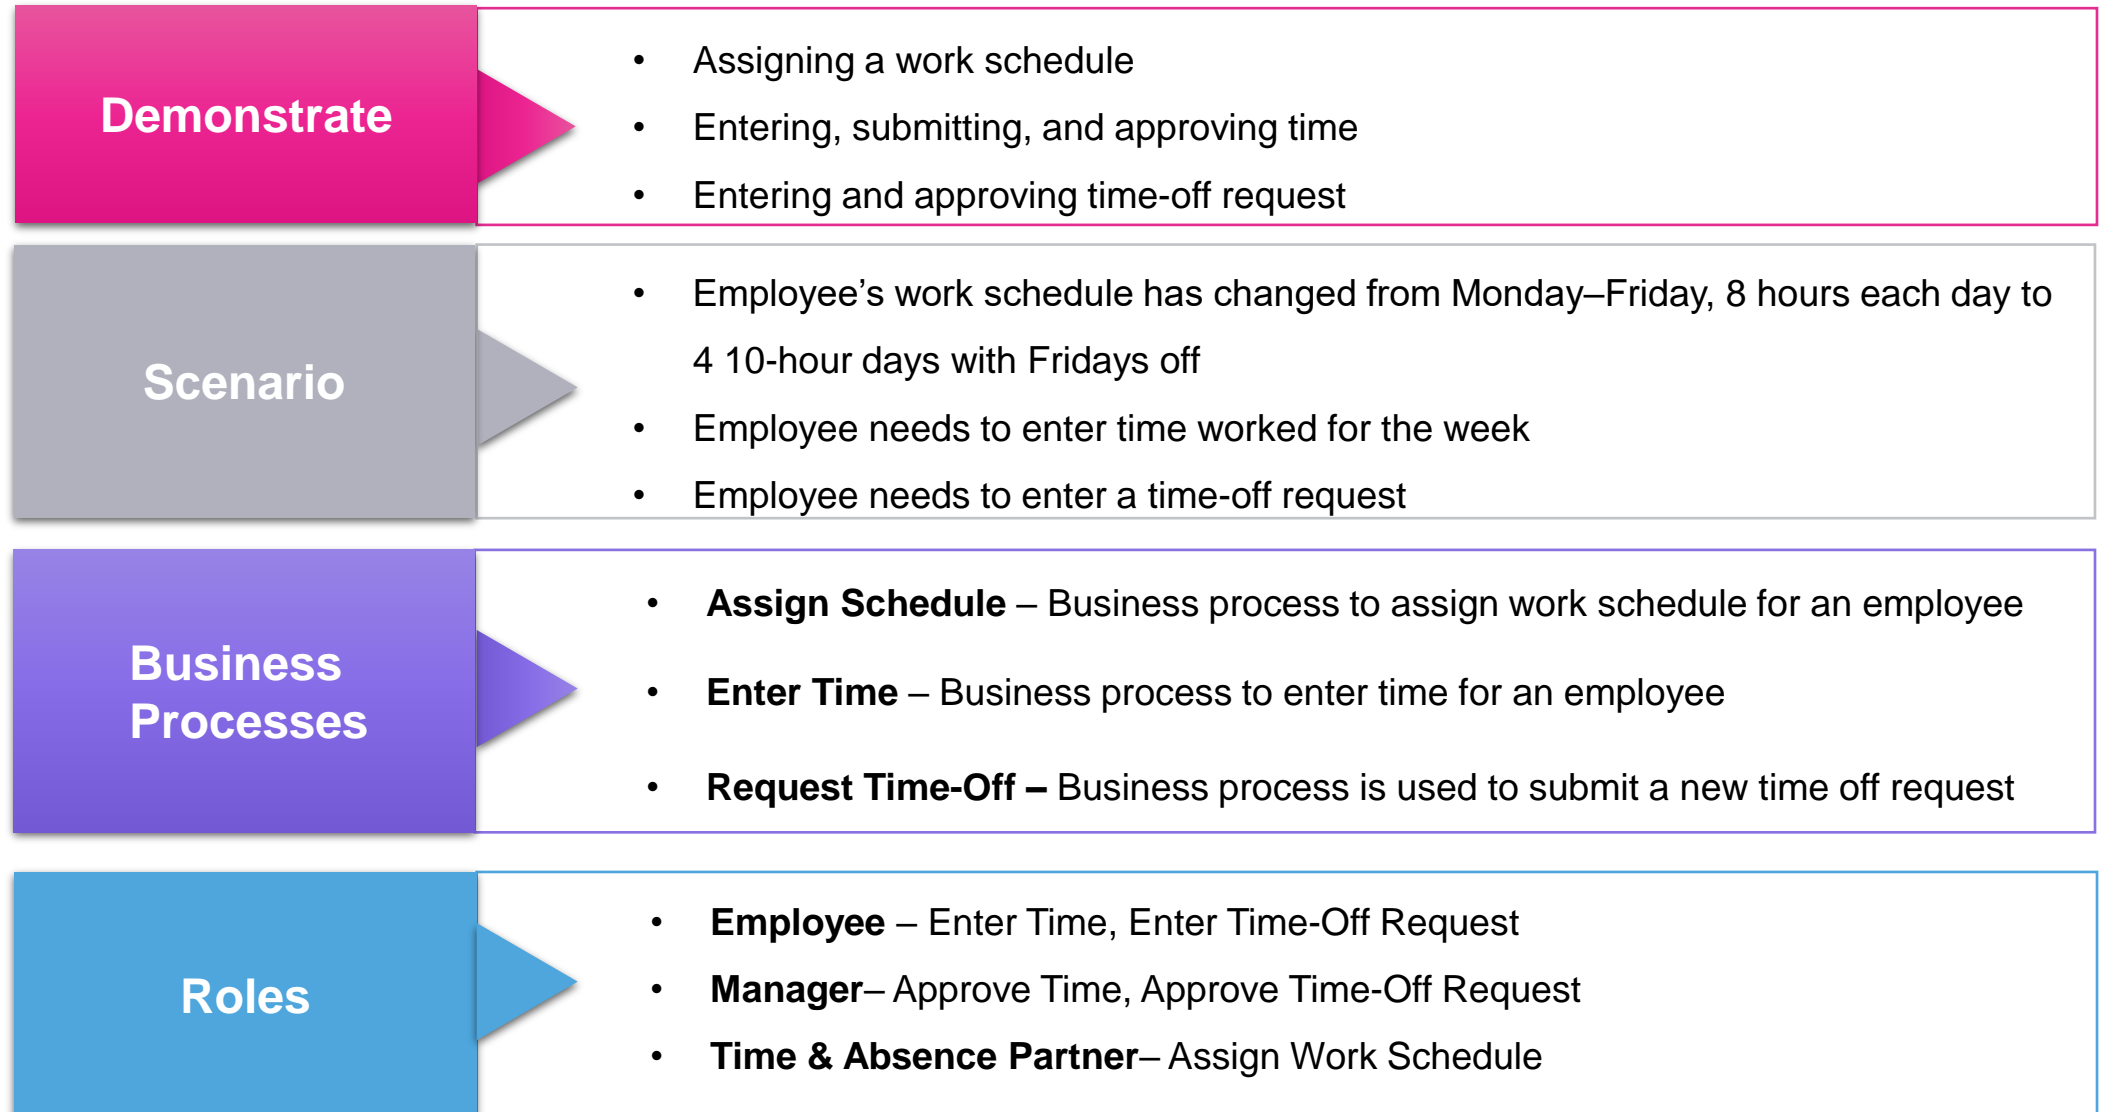 Demonstrate
• Assigning a work schedule
• Entering, submitting, and approving time
• Entering and approving time-off request
Scenario
• Employee’s work schedule has changed from Monday–Friday, 8 hours each day to
4 10-hour days with Fridays off
• Employee needs to enter time worked for the week
• Employee needs to enter a time-off request
Business
Processes
• Assign Schedule – Business process to assign work schedule for an employee
• Enter Time – Business process to enter time for an employee
• Request Time-Off – Business process is used to submit a new time off request
Roles
• Employee – Enter Time, Enter Time-Off Request
• Manager– Approve Time, Approve Time-Off Request
• Time & Absence Partner– Assign Work Schedule